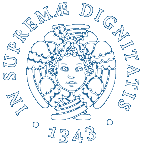 IN SUPREMÆ DIGNITATIS
· 1343 ·